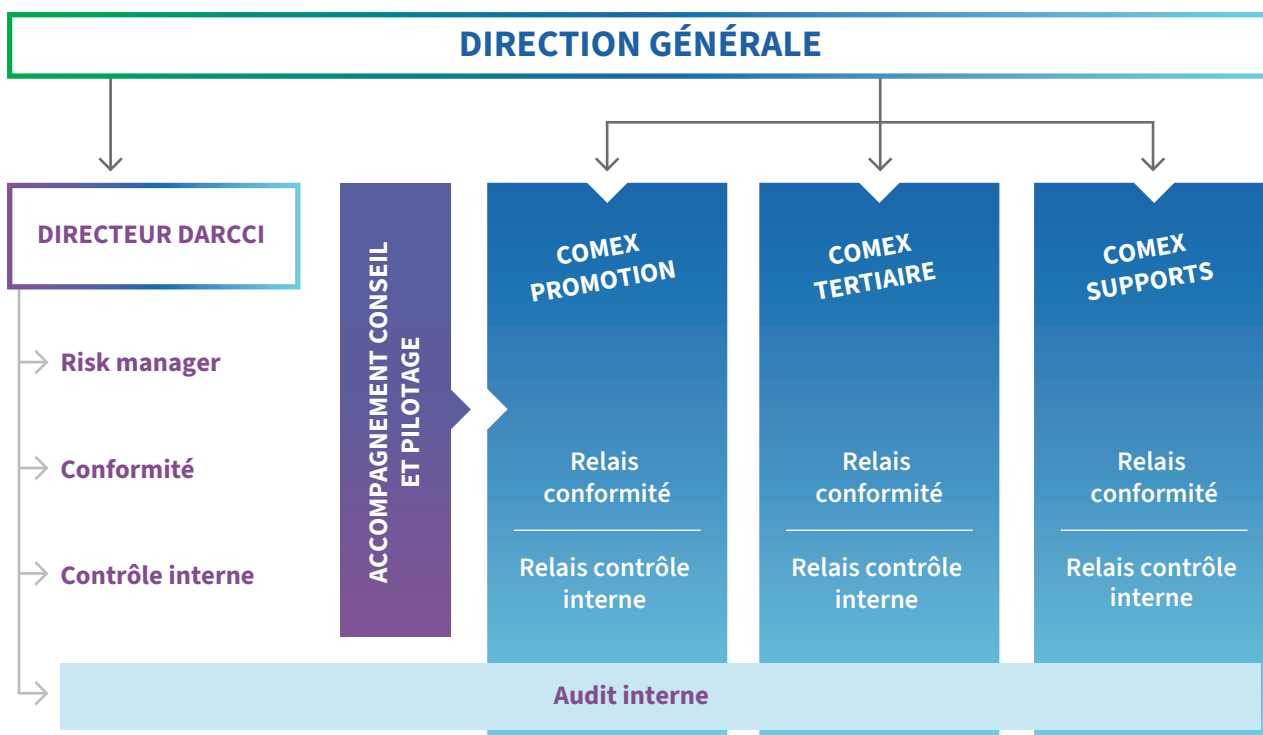 DIRECTION GÉNÉRALE
DIRECTEUR DARCCI
Risk manager
Conformité
Contrôle interne
ACCOMPAGNEMENT CONSEIL
ET PILOTAGE
COMEX
PROMOTION
Relais
conformité
Relais contrôle
interne
COMEX
TERTIAIRE
Relais
conformité
Relais contrôle
interne
COMEX
SUPPORTS
Relais
conformité
Relais contrôle
interne
Audit interne